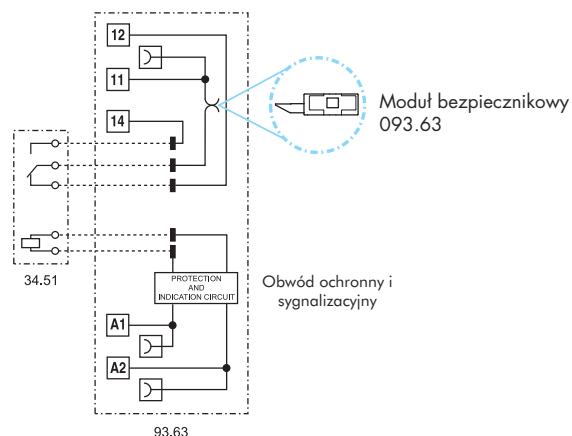 12
11
14
Moduł bezpiecznikowy
093.63
34.51
PROTECTION
AND
INDICATION CIRCUIT
Obwód ochronny i
sygnalizacyjny
A1
A2
93.63